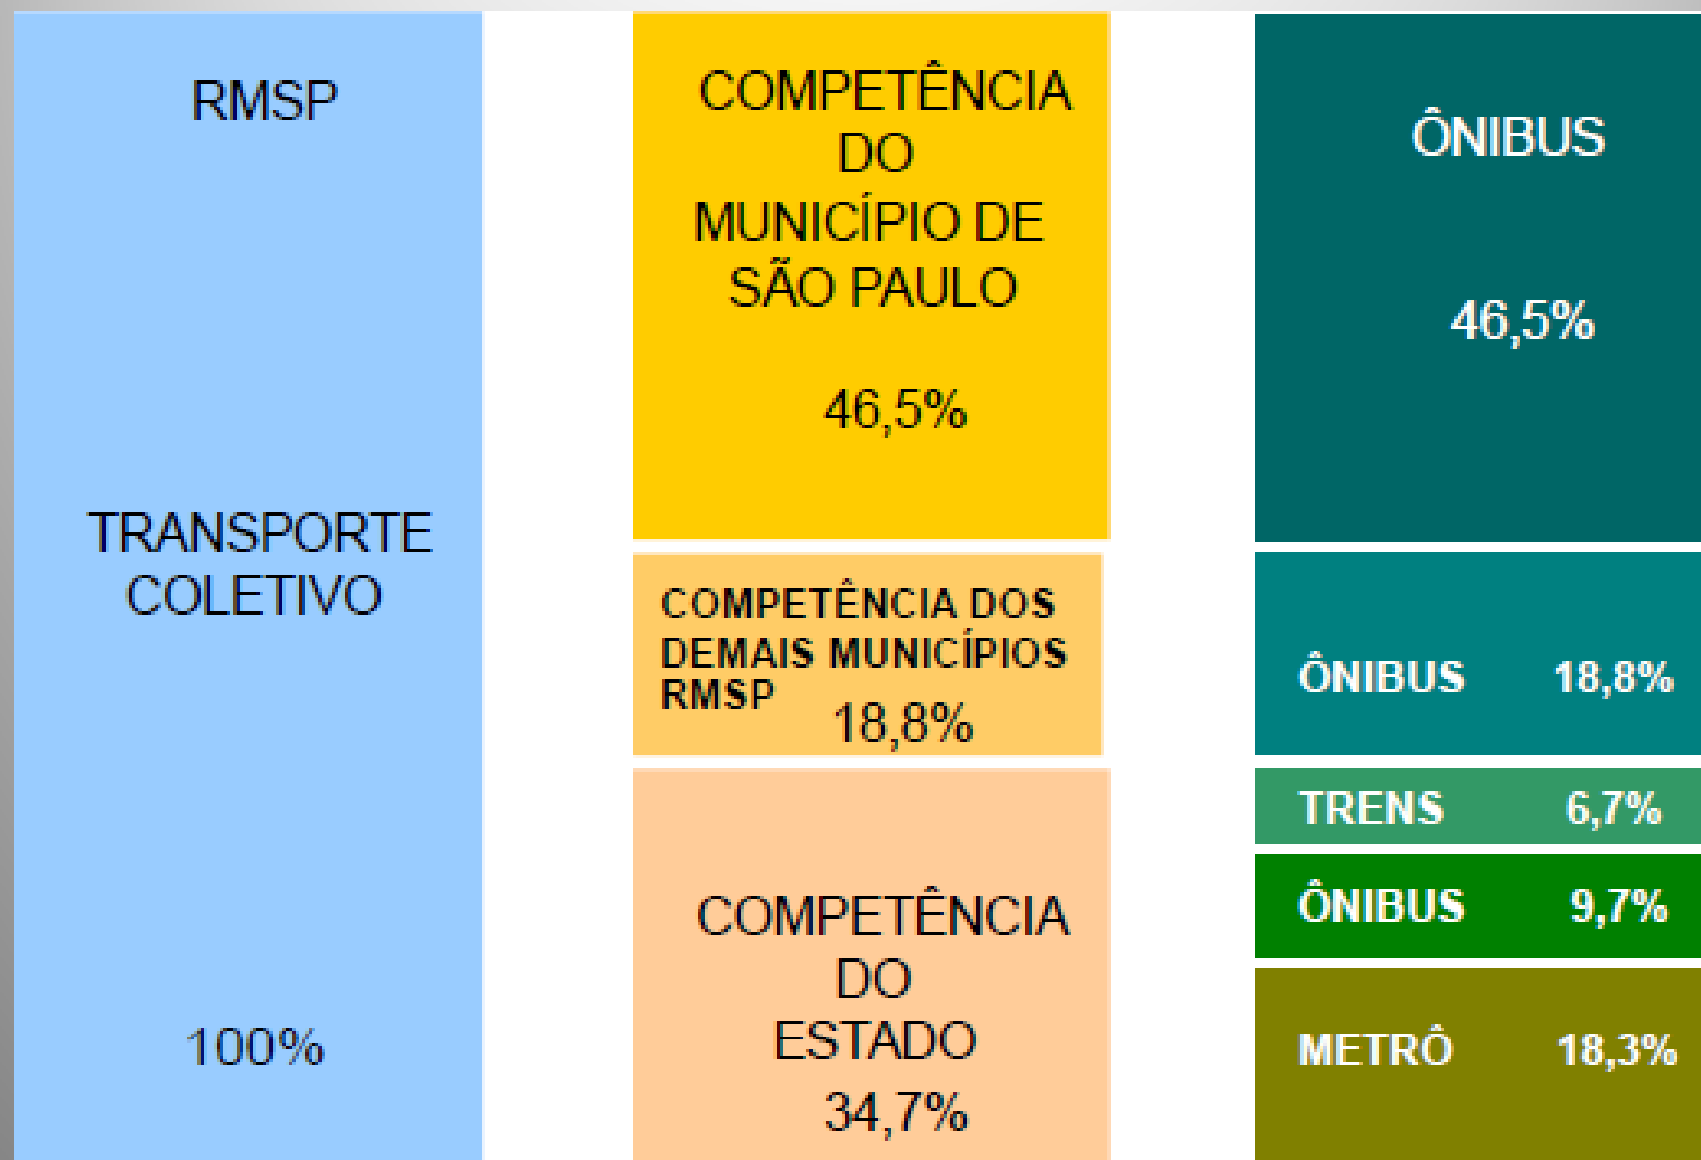 RMSP
TRANSPORTE
COLETIVO
100%
COMPETÊNCIA
DO
MUNICÍPIO DE
SÃO PAULO
46,5%
COMPETÊNCIA DOS
DEMAIS MUNICÍPIOS
RMSP
18,8%
COMPETÊNCIA
DO
ESTADO
34,7%
ÔNIBUS
46,5%
ÔNIBUS 18,8%
TRENS 6,7%
ÔNIBUS 9,7%
METRÔ 18,3%